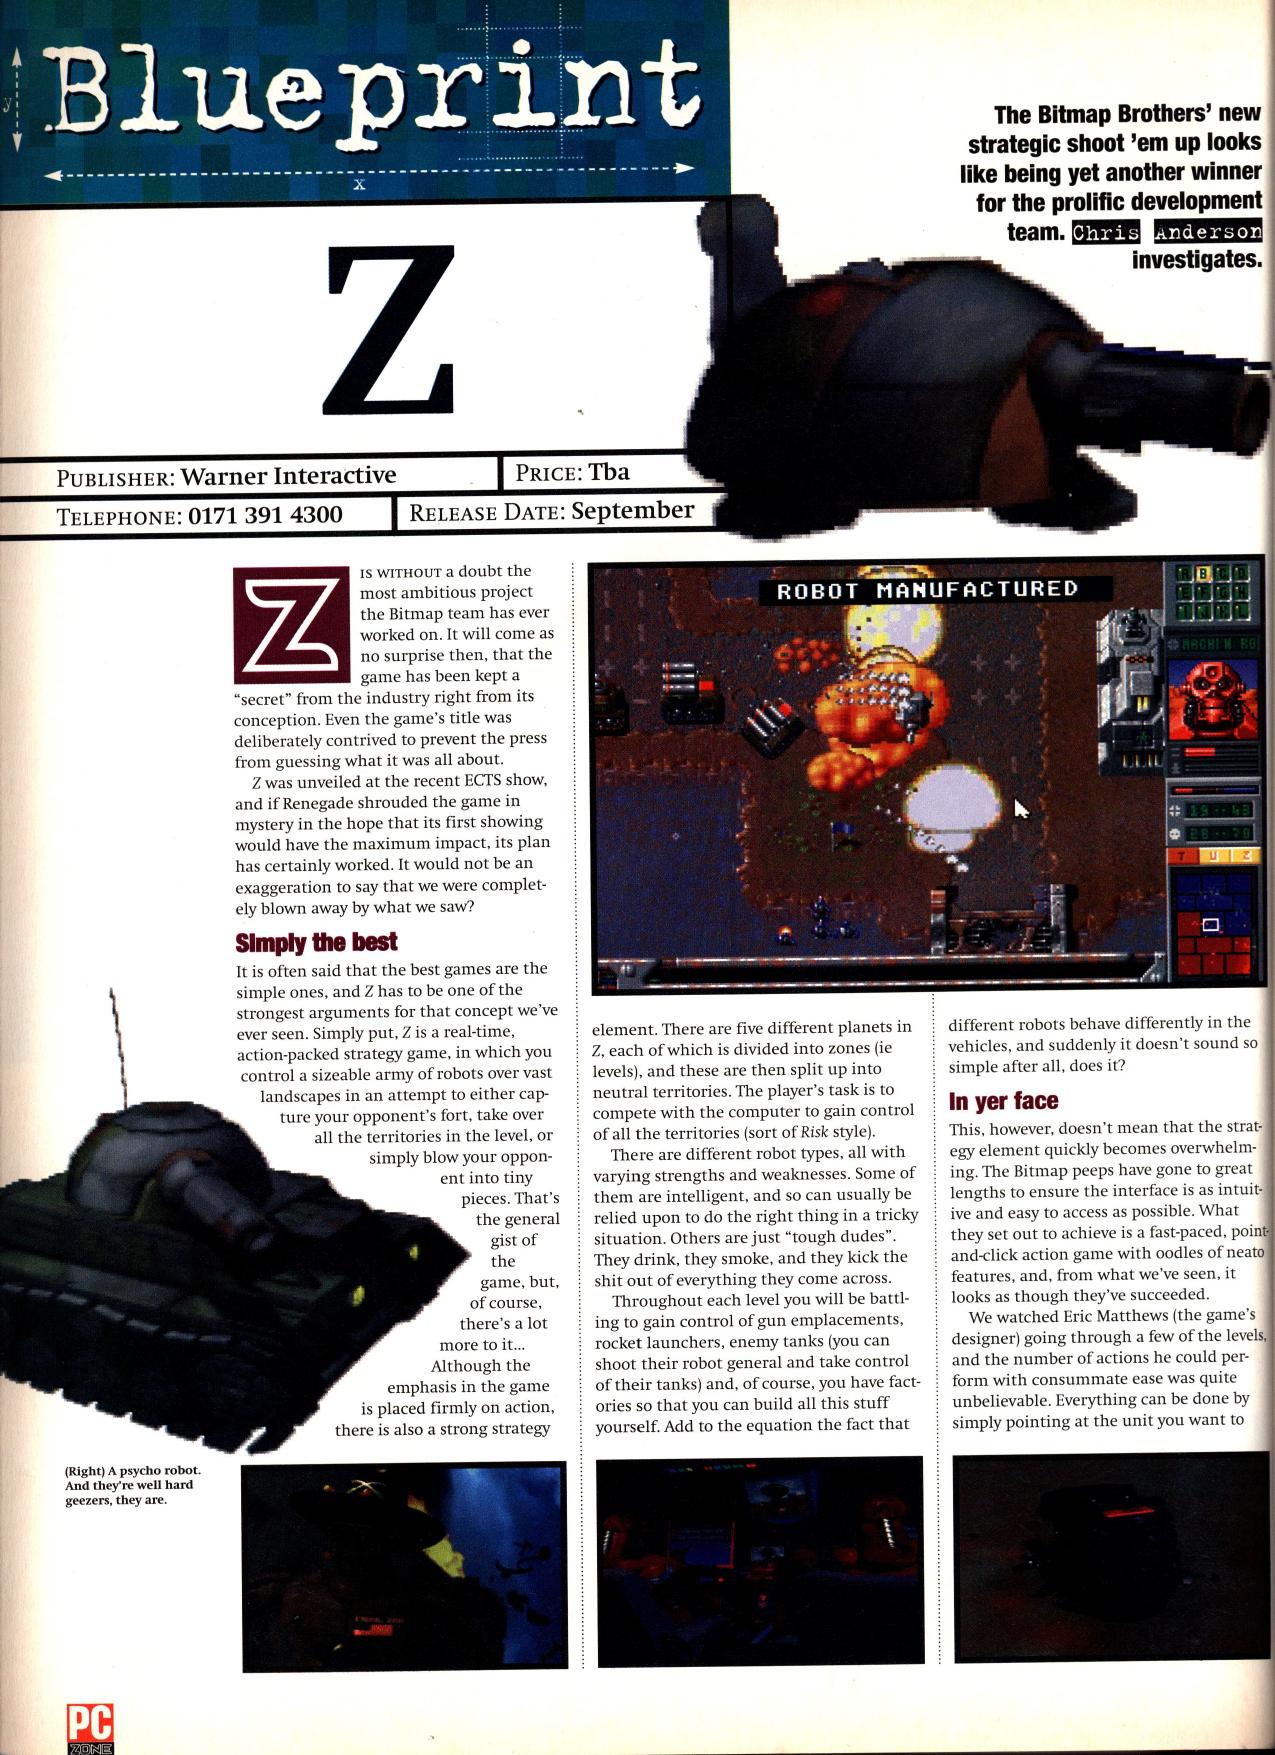 Blueprint
y
x
The Bitmap Brothers' new
strategic shoot 'em up looks
like being yet another winner
for the prolific development
team. Chris Anderson
investigates.
Z
PUBLISHER: Warner Interactive
PRICE: Tba
TELEPHONE: 0171 391 4300
RELEASE DATE: September
Z IS WITHOUT a doubt the
most ambitious project
the Bitmap team has ever
worked on. It will come as
no surprise then, that the
game has been kept a
"secret" from the industry right from its
conception. Even the game's title was
deliberately contrived to prevent the press
from guessing what it was all about.
Z was unveiled at the recent ECTS show,
and if Renegade shrouded the game in
mystery in the hope that its first showing
would have the maximum impact, its plan
has certainly worked. It would not be an
exaggeration to say that we were complet-
ely blown away by what we saw?
Simply the best
It is often said that the best games are the
simple ones, and Z has to be one of the
strongest arguments for that concept we've
ever seen. Simply put, Z is a real-time,
action-packed strategy game, in which you
control a sizeable army of robots over vast
landscapes in an attempt to either cap-
ture your opponent's fort, take over
all the territories in the level, or
simply blow your oppon-
ent into tiny
pieces. That's
the general
gist of
the
game, but,
of course,
there's a lot
more to it...
Although the
emphasis in the game
is placed firmly on action,
there is also a strong strategy
ROBOT MANUFACTURED
element. There are five different planets in
Z, each of which is divided into zones (ie
levels), and these are then split up into
neutral territories. The player's task is to
compete with the computer to gain control
of all the territories (sort of Risk style).
There are different robot types, all with
varying strengths and weaknesses. Some of
them are intelligent, and so can usually be
relied upon to do the right thing in a tricky
situation. Others are just "tough dudes".
They drink, they smoke, and they kick the
shit out of everything they come across.
Throughout each level you will be battl-
ing to gain control of gun emplacements,
rocket launchers, enemy tanks (you can
shoot their robot general and take control
of their tanks) and, of course, you have fact-
ories so that you can build all this stuff
yourself. Add to the equation the fact that
different robots behave differently in the
vehicles, and suddenly it doesn't sound so
simple after all, does it?
In yer face
This, however, doesn't mean that the strat-
egy element quickly becomes overwhelm-
ing. The Bitmap peeps have gone to great
lengths to ensure the interface is as intuit-
ive and easy to access as possible. What
they set out to achieve is a fast-paced, point-
and-click action game with oodles of neato
features, and, from what we've seen, it
looks as though they've succeeded.
We watched Eric Matthews (the game's
designer) going through a few of the levels,
and the number of actions he could per-
form with consummate ease was quite
unbelievable. Everything can be done by
simply pointing at the unit you want to
(Right) A psycho robot.
And they're well hard
geezers, they are.
PC
ZONE